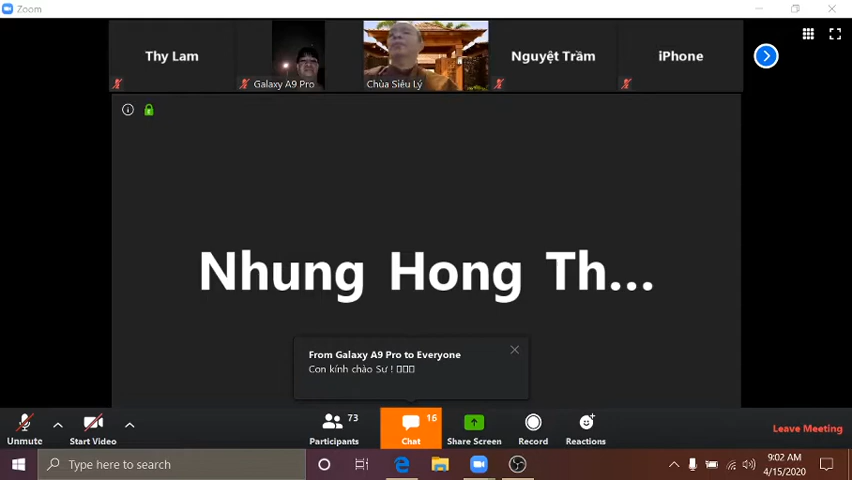 Zoom
Thy Lam
Galaxy A9 Pro
Chùa Siêu Lý
Nguyệt Trầm
iPhone
Nhung Hong Th...
From Galaxy A9 Pro to Everyone
Con kính chào Sư !
73
16
Unmute
Start Video
Participants
Chat
Share Screen
Record
Reactions
Leave Meeting
Type here to search
9:02 AM
4/15/2020